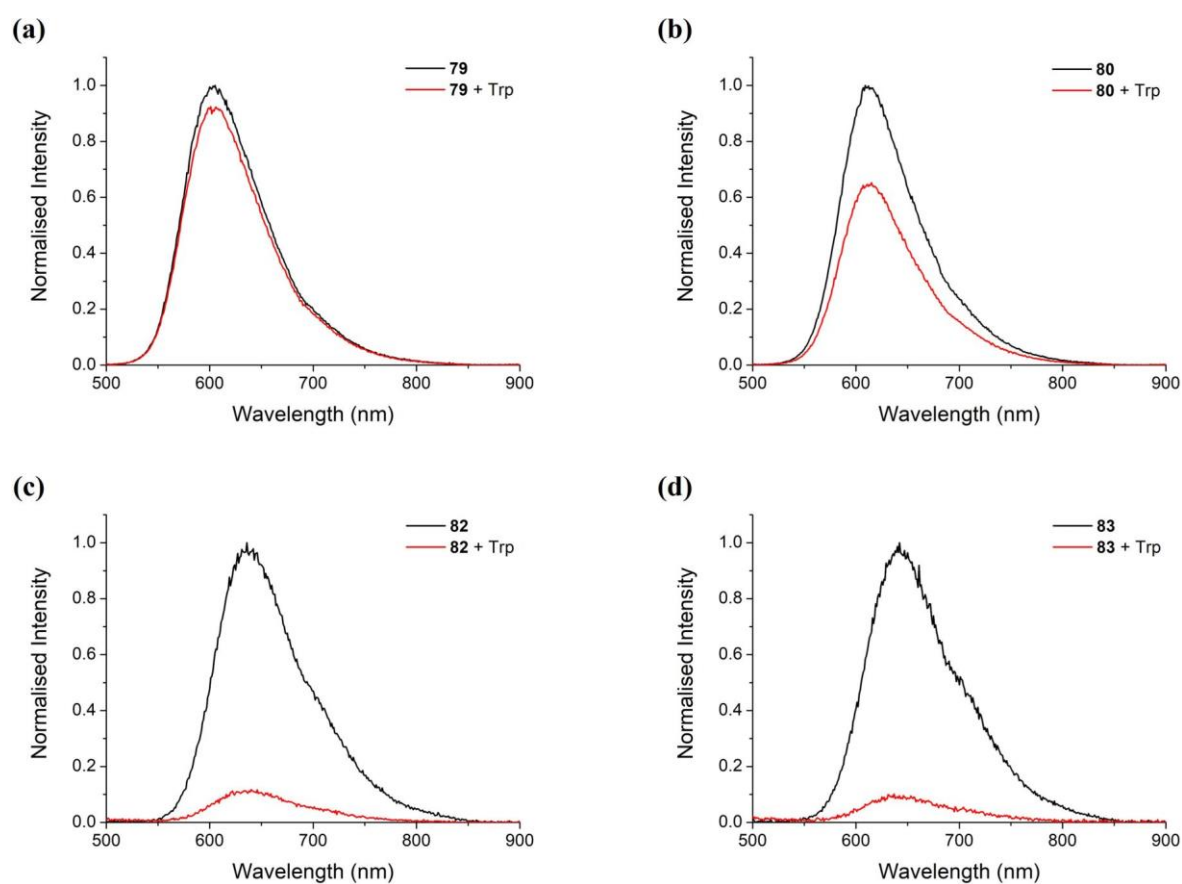 (a)
79
79 + Trp
Normalised Intensity
1.0
0.8
0.6
0.4
0.2
0.0
500 600 700 800 900
Wavelength (nm)
(b)
80
80 + Trp
Normalised Intensity
1.0
0.8
0.6
0.4
0.2
0.0
500 600 700 800 900
Wavelength (nm)
(c)
82
82 + Trp
Normalised Intensity
1.0
0.8
0.6
0.4
0.2
0.0
500 600 700 800 900
Wavelength (nm)
(d)
83
83 + Trp
Normalised Intensity
1.0
0.8
0.6
0.4
0.2
0.0
500 600 700 800 900
Wavelength (nm)